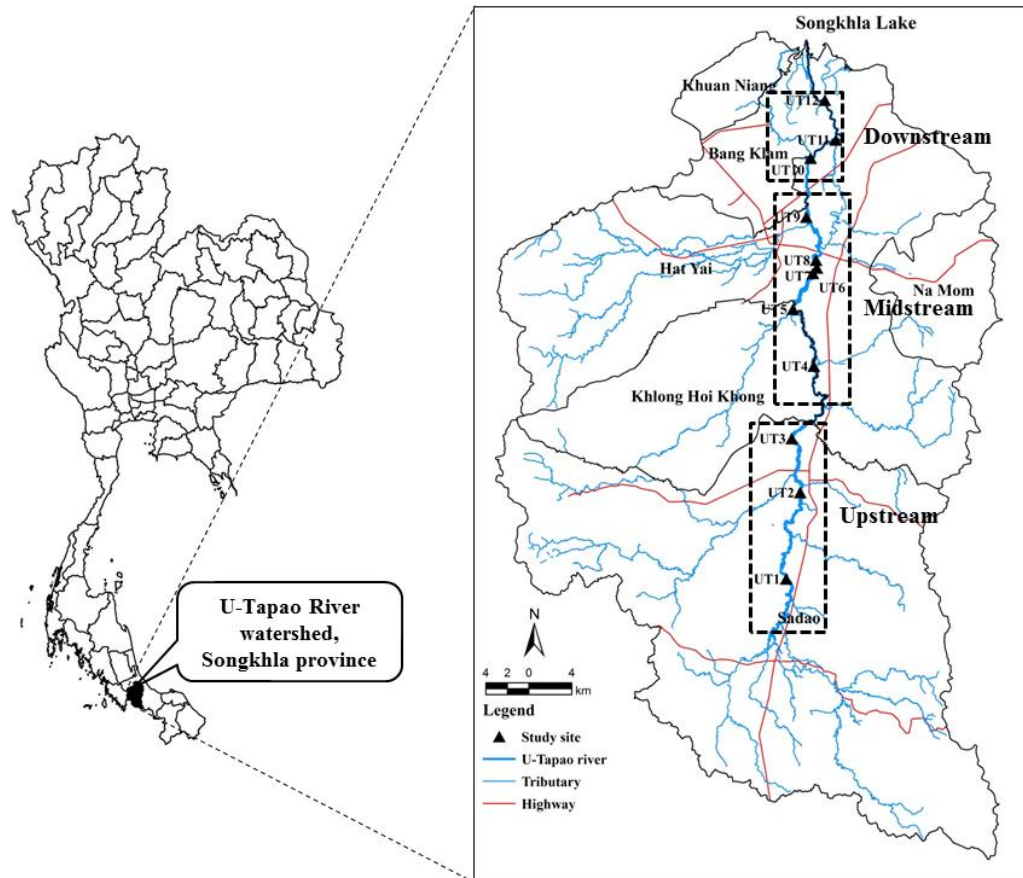 U-Tapao River
watershed,
Songkhla province
Songkhla Lake
Khuan Niang
UT12
UT11
Downstream
Bang Klam
UT10
UT9
UT8
Hat Yai
UT7
UT6
Na Mom
UT5
Midstream
UT4
Khlong Hoi Khong
UT3
UT2
Upstream
UT1
Sadao
N
4 2 0 4
km
Legend
Study site
U-Tapao river
Tributary
Highway